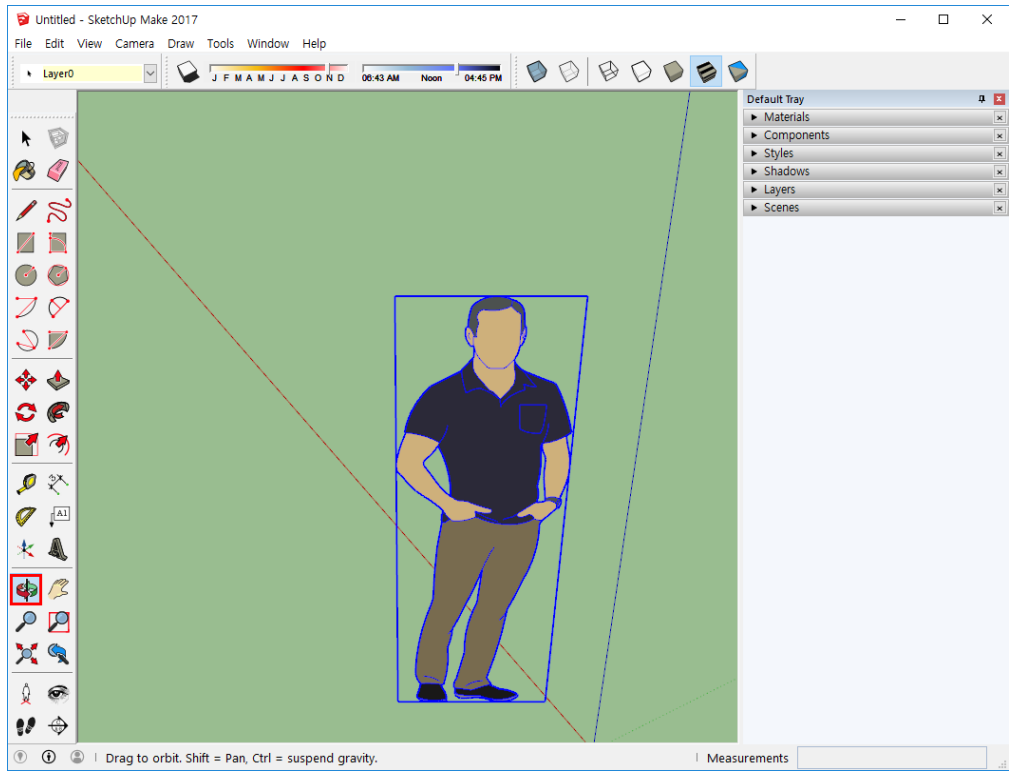 Untitled - SketchUp Make 2017
File Edit View Camera Draw Tools Window Help
Layer0
J F M A M J J A S O N D
06:43 AM Noon 04:45 PM
Default Tray
Materials
Components
Styles
Shadows
Layers
Scenes
A1
Drag to orbit. Shift = Pan, Ctrl = suspend gravity.
Measurements